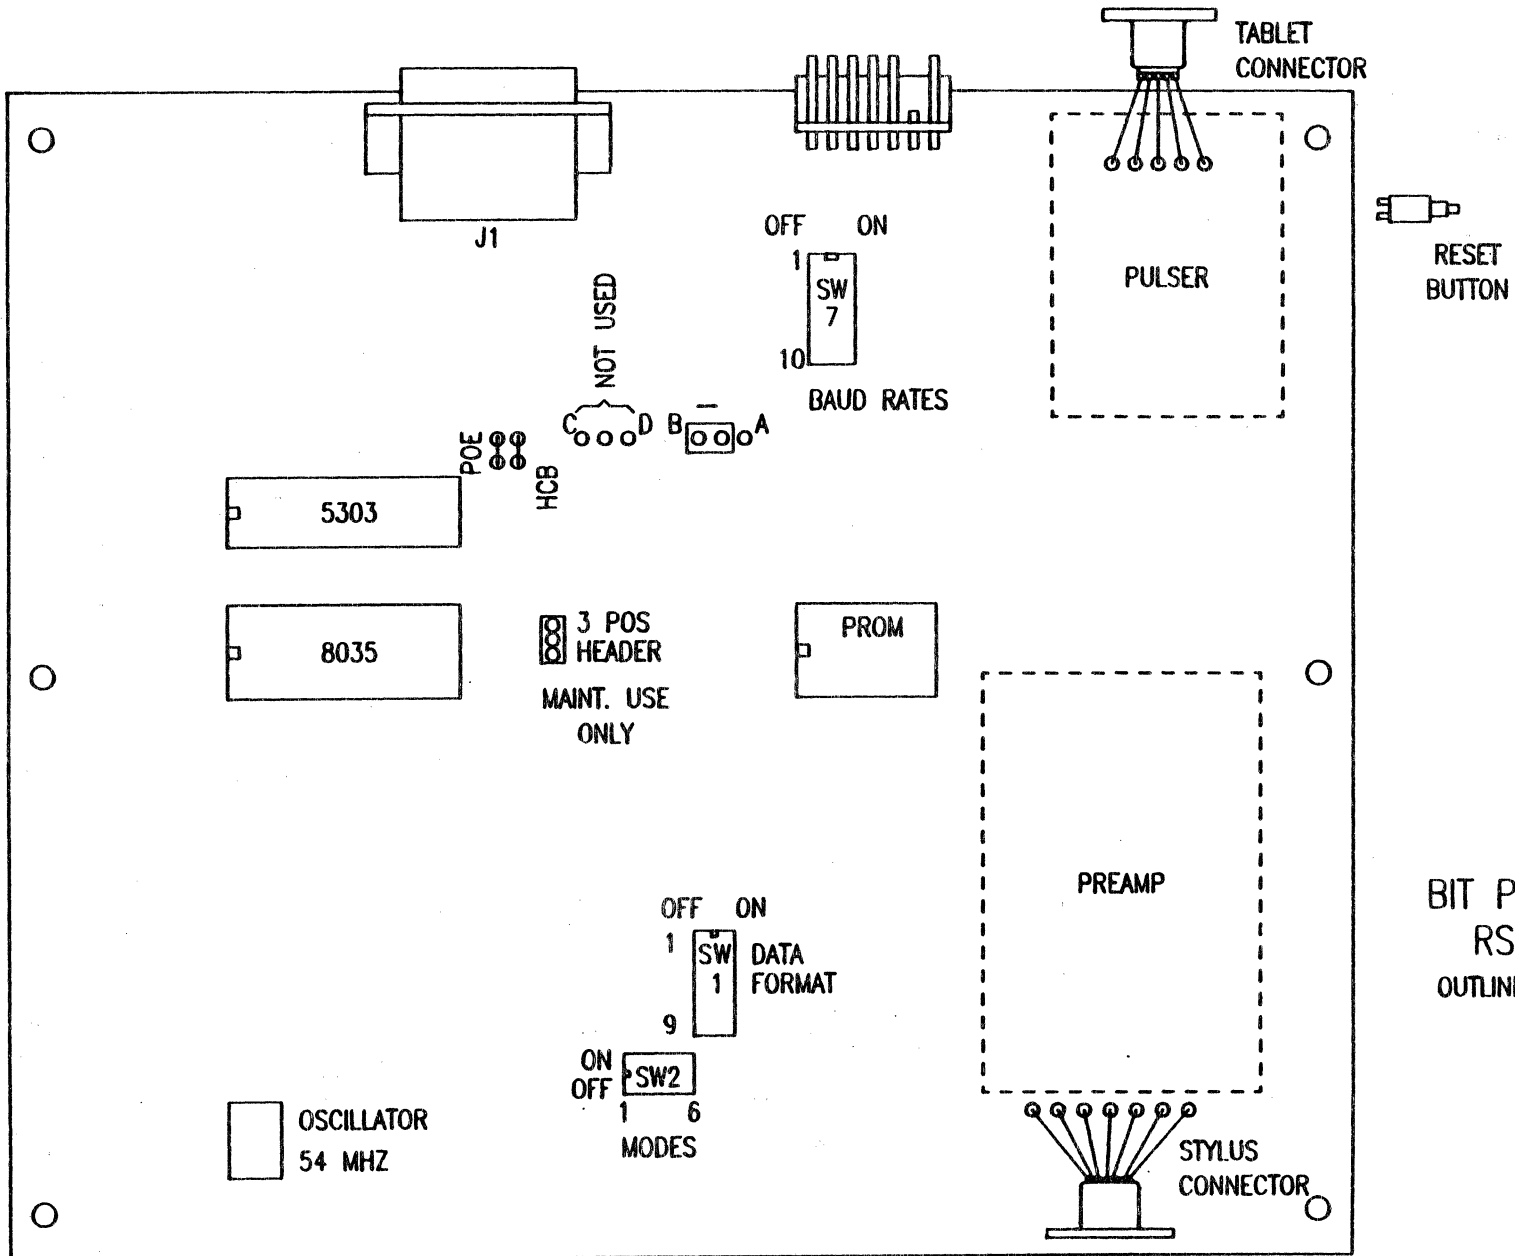 TABLET
CONNECTOR
J1
OFF ON
1
SW
7
10
BAUD RATES
PULSER
RESET
BUTTON
NOT USED
C D B A
POE
HCB
5303
8035
3 POS
HEADER
MAINT. USE
ONLY
PROM
PREAMP
BIT P
RS
OUTLIN
OFF ON
1
SW
1
9
DATA
FORMAT
ON
OFF
SW2
1 6
MODES
OSCILLATOR
54 MHZ
STYLUS
CONNECTOR